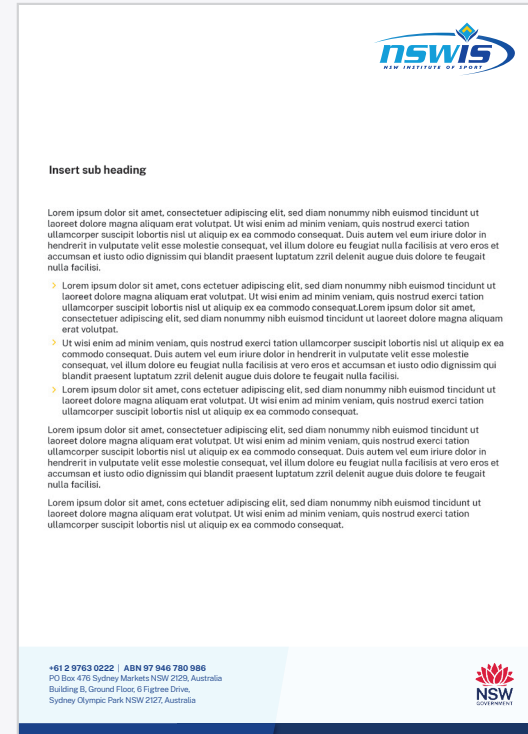 nswis
NSW INSTITUTE OF SPORT
Insert sub heading
Lorem ipsum dolor sit amet, consectetuer adipiscing elit, sed diam nonummy nibh euismod tincidunt ut
laoreet dolore magna aliquam erat volutpat. Ut wisi enim ad minim veniam, quis nostrud exerci tation
ullamcorper suscipit lobortis nisl ut aliquip ex ea commodo consequat. Duis autem vel eum iriure dolor in
hendrerit in vulputate velit esse molestie consequat, vel illum dolore eu feugiat nulla facilisis at vero eros et
accumsan et iusto odio dignissim qui blandit praesent luptatum zzril delenit augue duis dolore te feugait
nulla facilisi.
Lorem ipsum dolor sit amet, cons ectetuer adipiscing elit, sed diam nonummy nibh euismod tincidunt ut
laoreet dolore magna aliquam erat volutpat. Ut wisi enim ad minim veniam, quis nostrud exerci tation
ullamcorper suscipit lobortis nisl ut aliquip ex ea commodo consequat.Lorem ipsum dolor sit amet,
consectetuer adipiscing elit, sed diam nonummy nibh euismod tincidunt ut laoreet dolore magna aliquam
erat volutpat.
Ut wisi enim ad minim veniam, quis nostrud exerci tation ullamcorper suscipit lobortis nisl ut aliquip ex ea
commodo consequat. Duis autem vel eum iriure dolor in hendrerit in vulputate velit esse molestie
consequat, vel illum dolore eu feugiat nulla facilisis at vero eros et accumsan et iusto odio dignissim qui
blandit praesent luptatum zzril delenit augue duis dolore te feugait nulla facilisi.
Lorem ipsum dolor sit amet, cons ectetuer adipiscing elit, sed diam nonummy nibh euismod tincidunt ut
laoreet dolore magna aliquam erat volutpat. Ut wisi enim ad minim veniam, quis nostrud exerci tation
ullamcorper suscipit lobortis nisl ut aliquip ex ea commodo consequat.
Lorem ipsum dolor sit amet, consectetuer adipiscing elit, sed diam nonummy nibh euismod tincidunt ut
laoreet dolore magna aliquam erat volutpat. Ut wisi enim ad minim veniam, quis nostrud exerci tation
ullamcorper suscipit lobortis nisl ut aliquip ex ea commodo consequat. Duis autem vel eum iriure dolor in
hendrerit in vulputate velit esse molestie consequat, vel illum dolore eu feugiat nulla facilisis at vero eros et
accumsan et iusto odio dignissim qui blandit praesent luptatum zzril delenit augue duis dolore te feugait
nulla facilisi.
Lorem ipsum dolor sit amet, cons ectetuer adipiscing elit, sed diam nonummy nibh euismod tincidunt ut
laoreet dolore magna aliquam erat volutpat. Ut wisi enim ad minim veniam, quis nostrud exerci tation
ullamcorper suscipit lobortis nisl ut aliquip ex ea commodo consequat.
+61 2 9763 0222 | ABN 97 946 780 986
PO Box 476 Sydney Markets NSW 2129, Australia
Building B, Ground Floor, 6 Figtree Drive,
Sydney Olympic Park NSW 2127, Australia
NSW
GOVERNMENT